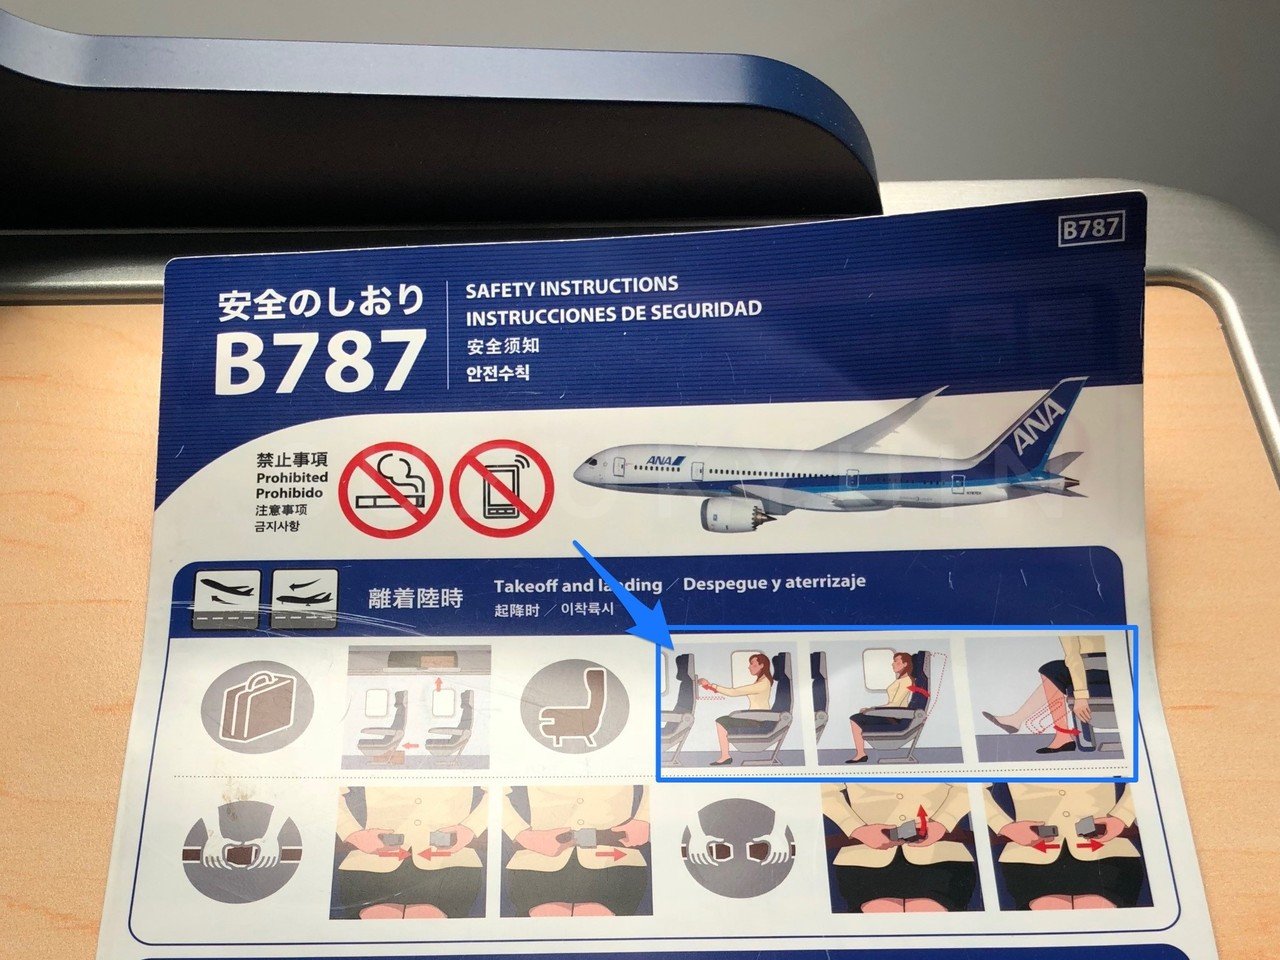 B787
安全のしおり
B787
SAFETY INSTRUCTIONS
INSTRUCCIONES DE SEGURIDAD
安全须知
안전수칙
禁止事項
Prohibited
Prohibido
注意事项
금지사항
ANA
ANA
離着陸時
Takeoff and landing / Despegue y aterrizaje
起降时 / 이착륙시